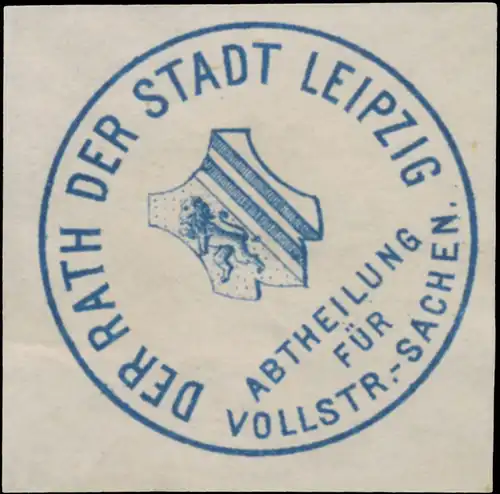 DER RATH DER STADT LEIPZIG
ABTHEILUNG
FÜR
VOLLSTR.-SACHEN.